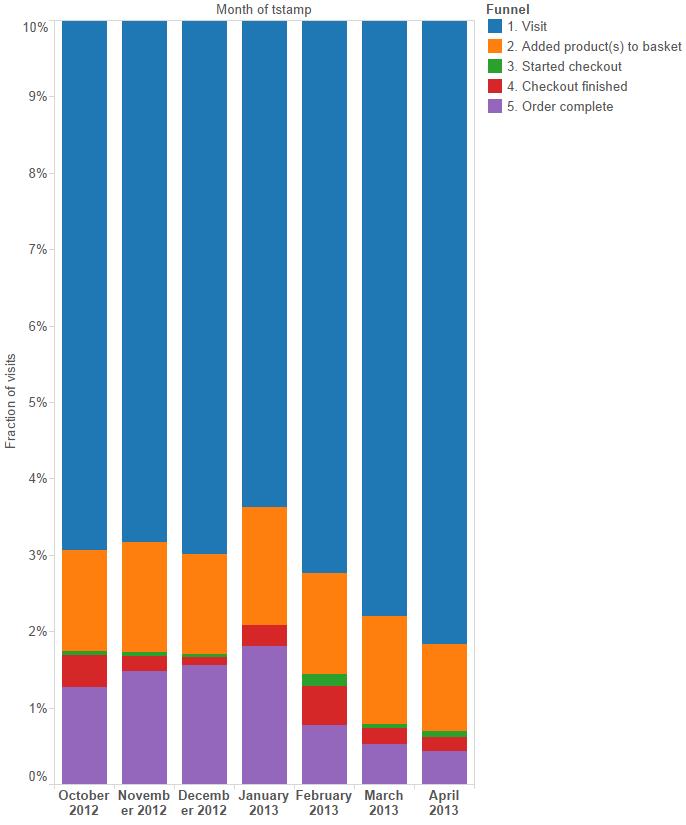 Month of tstamp
Funnel
1. Visit
2. Added product(s) to basket
3. Started checkout
4. Checkout finished
5. Order complete
10%
9%
8%
7%
6%
5%
4%
3%
2%
1%
0%
Fraction of visits
October
2012
Novemb
er 2012
Decemb
er 2012
January
2013
February
2013
March
2013
April
2013